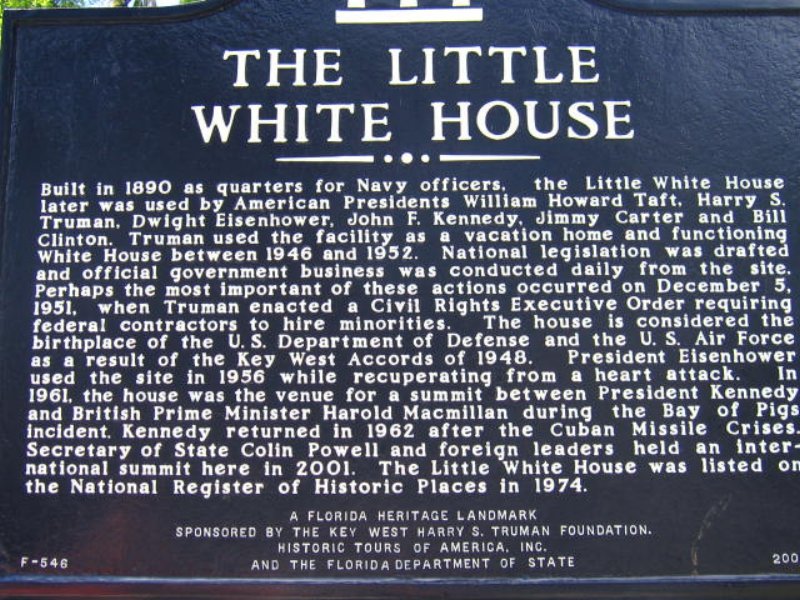 THE LITTLE
WHITE HOUSE
Built in 1890 as quarters for Navy officers, the Little White House
later was used by American Presidents William Howard Taft, Harry S.
Truman, Dwight Eisenhower, John F. Kennedy, Jimmy Carter and Bill
Clinton. Truman used the facility as a vacation home and functioning
White House between 1946 and 1952. National legislation was drafted
and official government business was conducted daily from the site.
Perhaps the most important of these actions occurred on December 5,
1951, when Truman enacted a Civil Rights Executive Order requiring
federal contractors to hire minorities. The house is considered the
birthplace of the U.S. Department of Defense and the U.S. Air Force
as a result of the Key West Accords of 1948. President Eisenhower
used the site in 1956 while recuperating from a heart attack. In
1961, the house was the venue for a summit between President Kennedy
and British Prime Minister Harold Macmillan during the Bay of Pigs
incident. Kennedy returned in 1962 after the Cuban Missile Crises.
Secretary of State Colin Powell and foreign leaders held an inter-
national summit here in 2001. The Little White House was listed on
the National Register of Historic Places in 1974.
A FLORIDA HERITAGE LANDMARK
SPONSORED BY THE KEY WEST HARRY S. TRUMAN FOUNDATION.
HISTORIC TOURS OF AMERICA, INC.
F-546 AND THE FLORIDA DEPARTMENT OF STATE 200